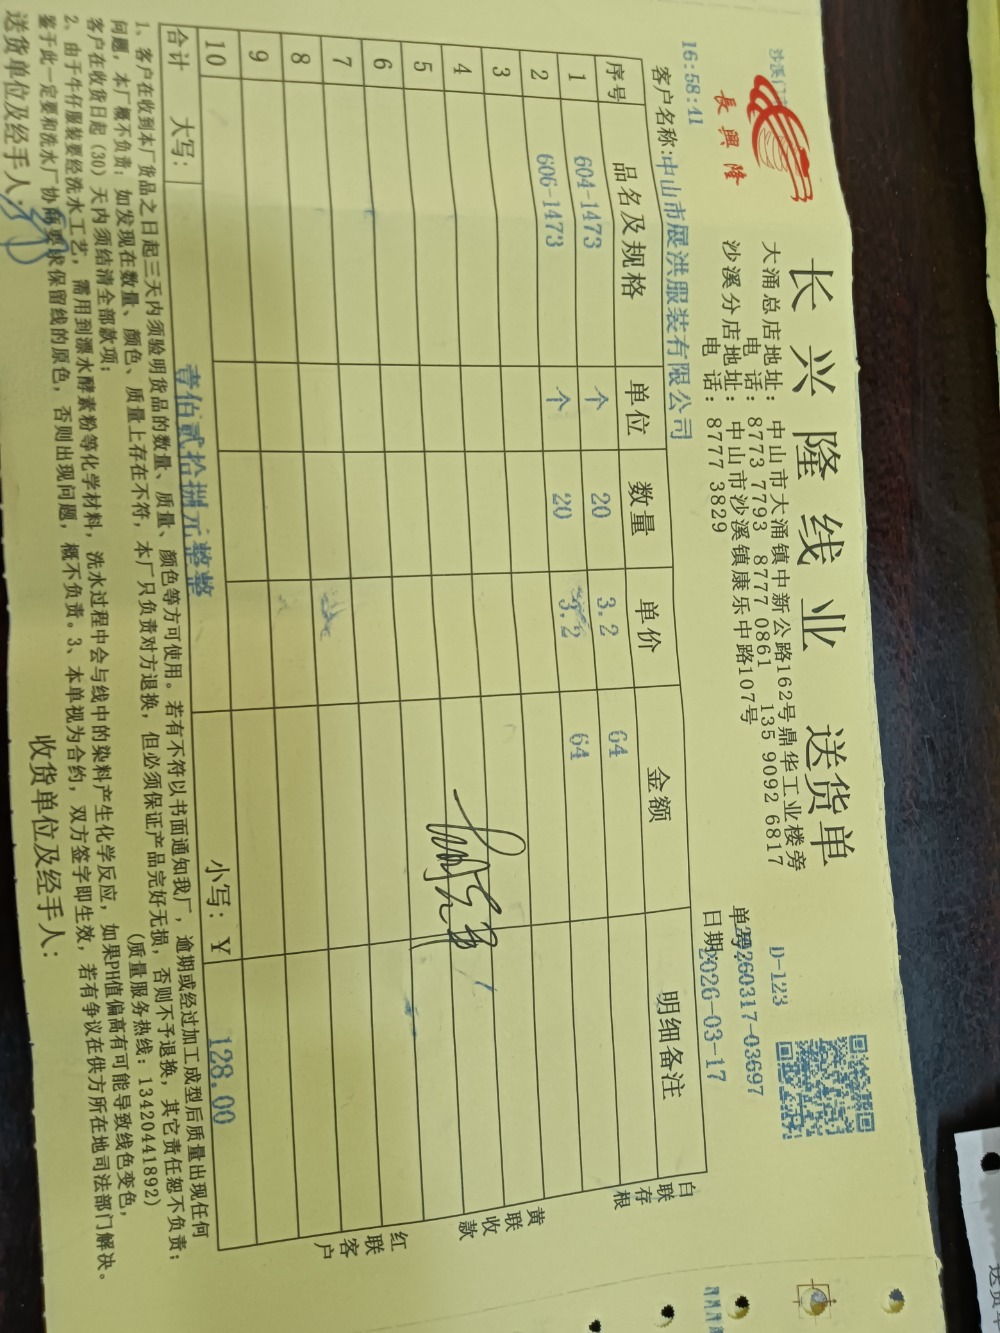 長興隆
长兴隆线业 送货单
大涌总店地址：中山市大涌镇中新公路162号鼎华工业楼旁
电 话：8773 7793 8777 0861 135 9092 6817
沙溪分店地址：中山市沙溪镇康乐中路107号
电 话：8777 3829
D-123
单号：20260317-03697
16:58:41
日期：2026-03-17
客户名称：中山市展洪服装有限公司
序号 品名及规格 单位 数量 单价 金额 明细备注
1 604-1473 个 20 3.2 64
2 606-1473 个 20 3.2 64
3
4
5
6
7
8
9
10
合计 大写：壹佰贰拾捌元整整 小写：Y 128.00
1、客户在收到本厂货品之日起三天内须验明货品的数量、质量、颜色等方可使用。若有不符以书面通知我厂，逾期或经过加工成型后质量出现任何
问题，本厂概不负责；如发现在数量、颜色、质量上存在不符，本厂只负责对方退换，但必须保证产品完好无损，否则不予退换，其它责任恕不负责；
客户在收货日起（30）天内须结清全部款项；
（质量服务热线：13420441892）
2、由于牛仔服装要经洗水工艺，需用到漂水酵素粉等化学材料，洗水过程中会与线中的染料产生化学反应，如果PH值偏高有可能导致线色变色，
鉴于此一定要和洗水厂协商要求保留线的原色，否则出现问题，概不负责。3、本单视为合约，双方签字即生效，若有争议在供方所在地司法部门解决。
送货单位及经手人：
收货单位及经手人：
白联存根
黄联收款
红联客户